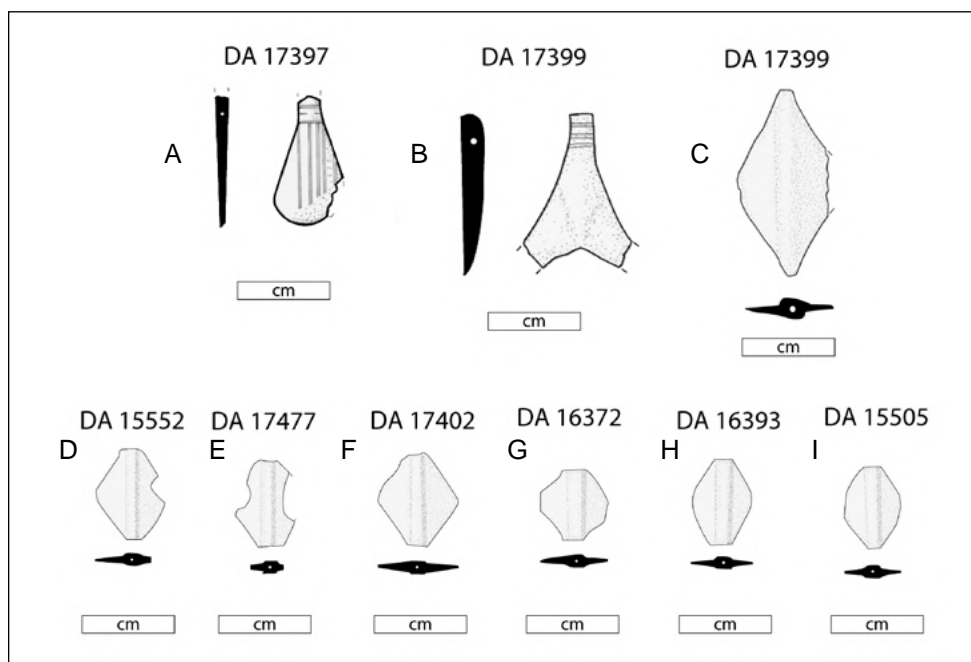 DA 17397 DA 17399 DA 17399
A B C
cm
cm
cm
DA 15552 DA 17477 DA 17402 DA 16372 DA 16393 DA 15505
D E F G H I
cm cm cm cm cm cm